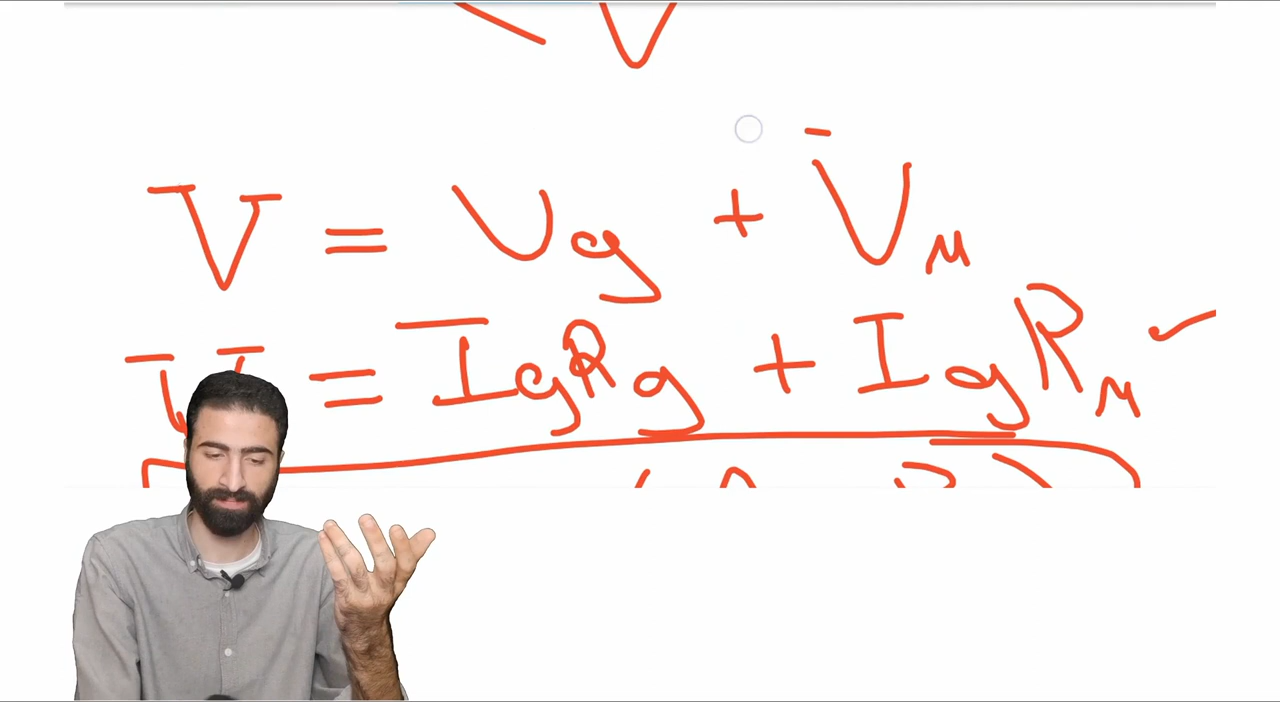 V
V = Vg + VM
V = IgRg + IgRM